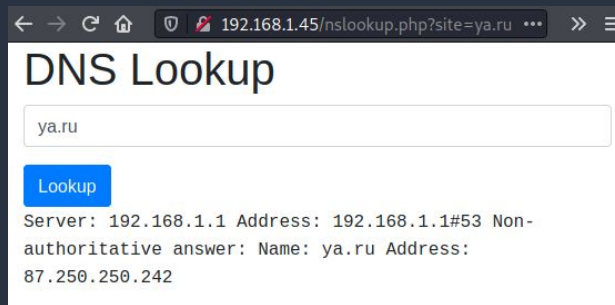 192.168.1.45/nslookup.php?site=ya.ru
DNS Lookup
ya.ru
Lookup
Server: 192.168.1.1 Address: 192.168.1.1#53 Non-
authoritative answer: Name: ya.ru Address:
87.250.250.242